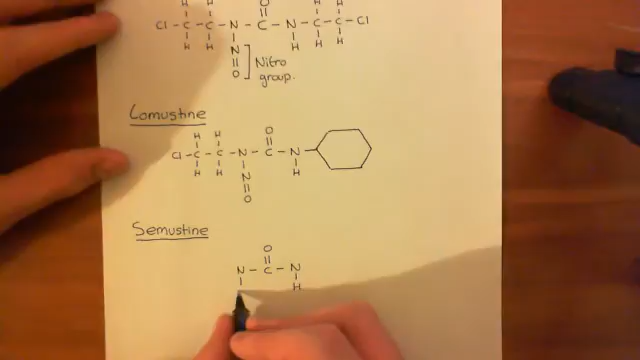 H H O H H
Cl - C - C - N - C - N - C - C - Cl
H H N H H H
O
Nitro
group.
Lomustine
H H O
Cl - C - C - N - C - N
H H N H
O
Semustine
O
N - C - N
H